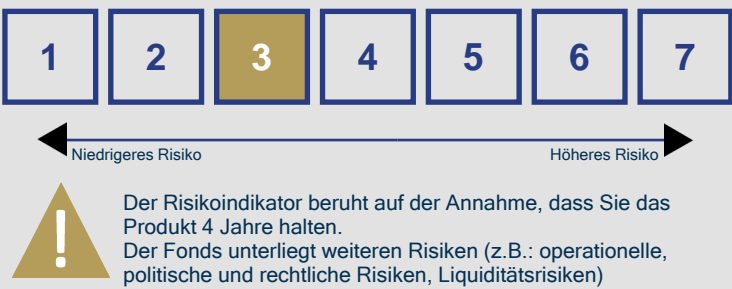 1 2 3 4 5 6 7
Niedrigeres Risiko Höheres Risiko
!
Der Risikoindikator beruht auf der Annahme, dass Sie das
Produkt 4 Jahre halten.
Der Fonds unterliegt weiteren Risiken (z.B.: operationelle,
politische und rechtliche Risiken, Liquiditätsrisiken)